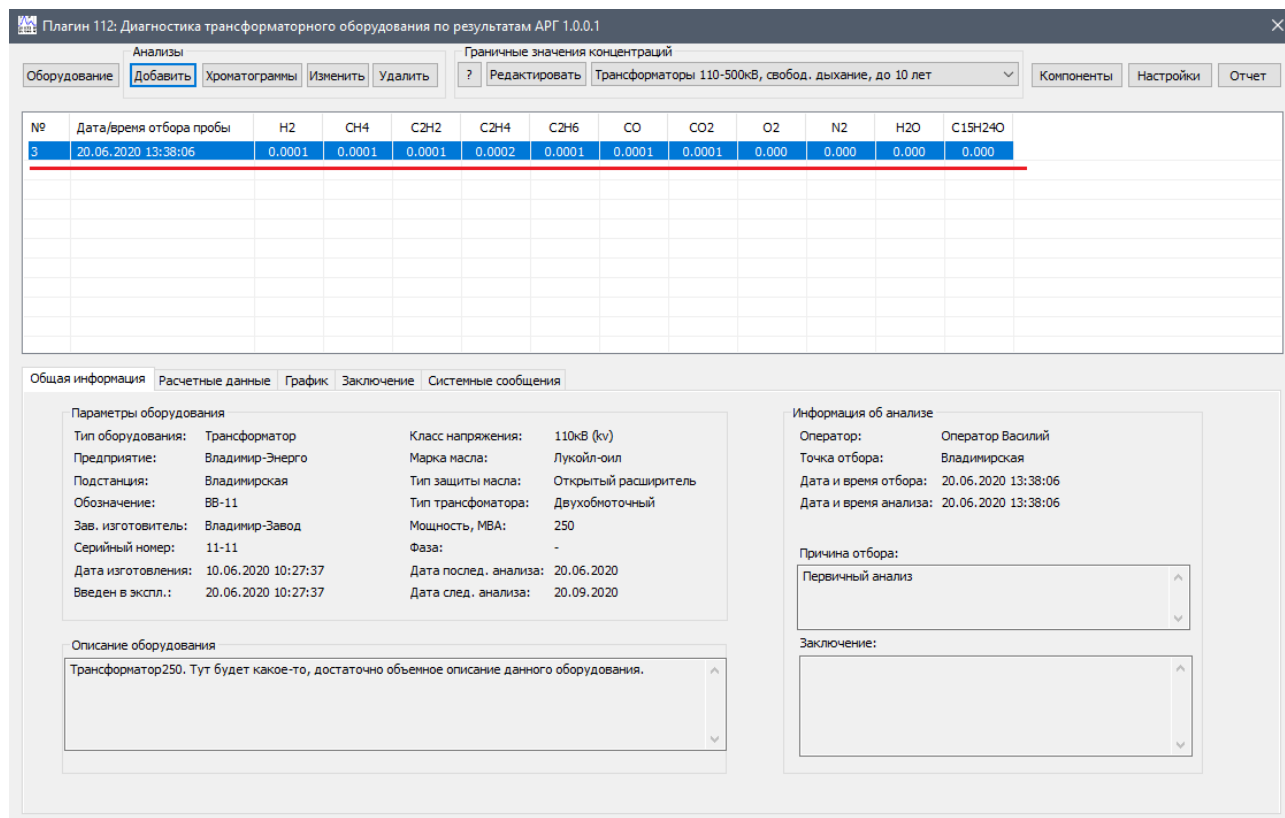 Плагин 112: Диагностика трансформаторного оборудования по результатам АРГ 1.0.0.1
Анализы Граничные значения концентраций
Оборудование Добавить Хроматограммы Изменить Удалить ? Редактировать Трансформаторы 110-500кВ, свобод. дыхание, до 10 лет Компоненты Настройки Отчет
№ Дата/время отбора пробы H2 CH4 C2H2 C2H4 C2H6 CO CO2 O2 N2 H2O C15H24O
3 20.06.2020 13:38:06 0.0001 0.0001 0.0001 0.0002 0.0001 0.0001 0.0001 0.000 0.000 0.000 0.000
Общая информация Расчетные данные График Заключение Системные сообщения
Параметры оборудования Информация об анализе
Тип оборудования: Трансформатор Класс напряжения: 110кВ (kv) Оператор: Оператор Василий
Предприятие: Владимир-Энерго Марка масла: Лукойл-оил Точка отбора: Владимирская
Подстанция: Владимирская Тип защиты масла: Открытый расширитель Дата и время отбора: 20.06.2020 13:38:06
Обозначение: ВВ-11 Тип трансфоматора: Двухобмоточный Дата и время анализа: 20.06.2020 13:38:06
Зав. изготовитель: Владимир-Завод Мощность, МВА: 250
Серийный номер: 11-11 Фаза: -
Причина отбора:
Дата изготовления: 10.06.2020 10:27:37 Дата послед. анализа: 20.06.2020
Первичный анализ
Введен в экспл.: 20.06.2020 10:27:37 Дата след. анализа: 20.09.2020
Описание оборудования Заключение:
Трансформатор250. Тут будет какое-то, достаточно объемное описание данного оборудования.